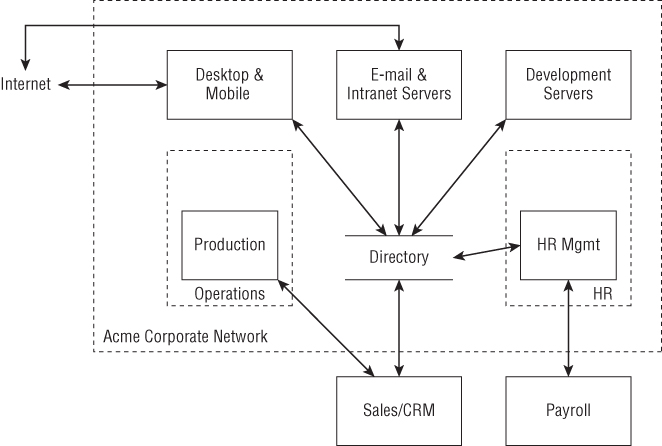 Internet
Desktop &
Mobile
E-mail &
Intranet Servers
Development
Servers
Production
Operations
Directory
HR Mgmt
HR
Acme Corporate Network
Sales/CRM
Payroll